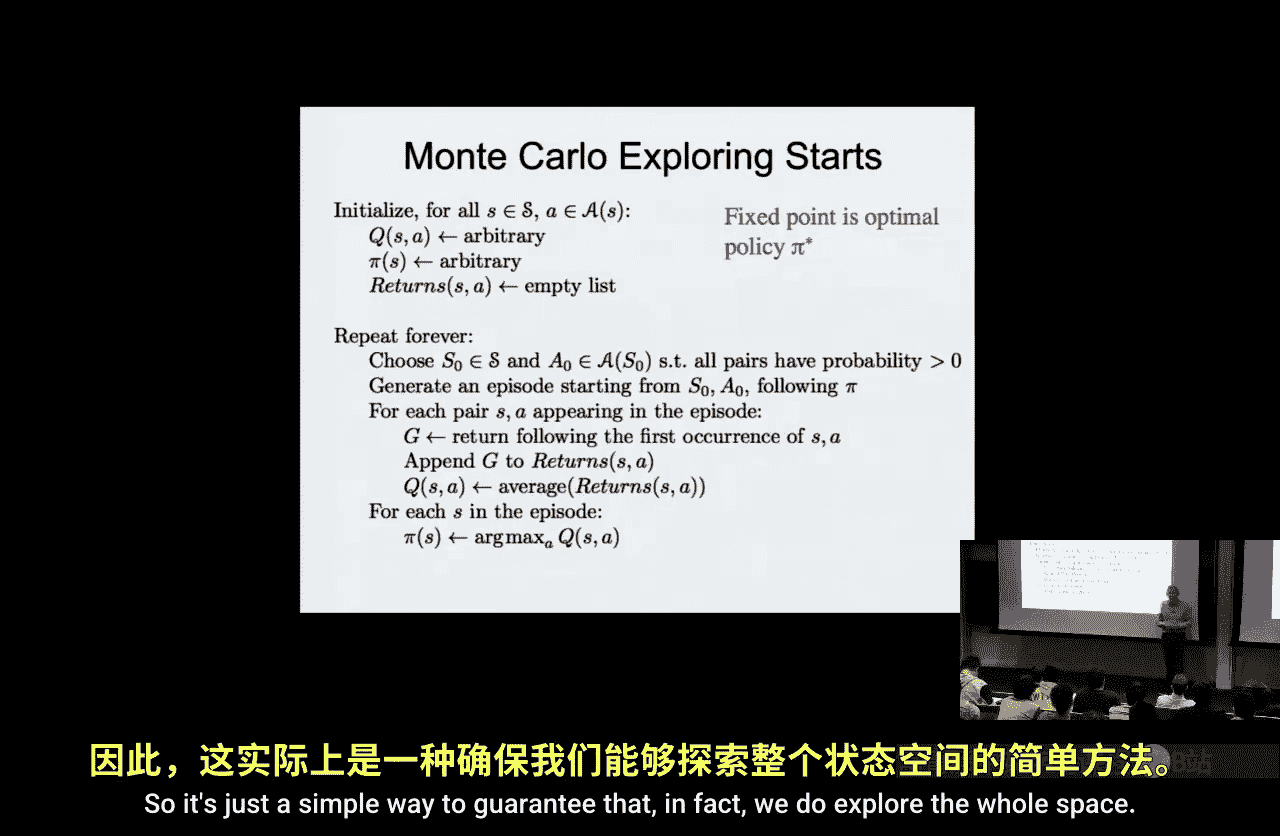 Monte Carlo Exploring Starts
Initialize, for all s ∈ S, a ∈ A(s):
Q(s, a) ← arbitrary
π(s) ← arbitrary
Returns(s, a) ← empty list
Fixed point is optimal
policy π*
Repeat forever:
Choose S₀ ∈ S and A₀ ∈ A(S₀) s.t. all pairs have probability > 0
Generate an episode starting from S₀, A₀, following π
For each pair s, a appearing in the episode:
G ← return following the first occurrence of s, a
Append G to Returns(s, a)
Q(s, a) ← average(Returns(s, a))
For each s in the episode:
π(s) ← argmaxₐ Q(s, a)
因此，这实际上是一种确保我们能够探索整个状态空间的简单方法。
B站
So it's just a simple way to guarantee that, in fact, we do explore the whole space.